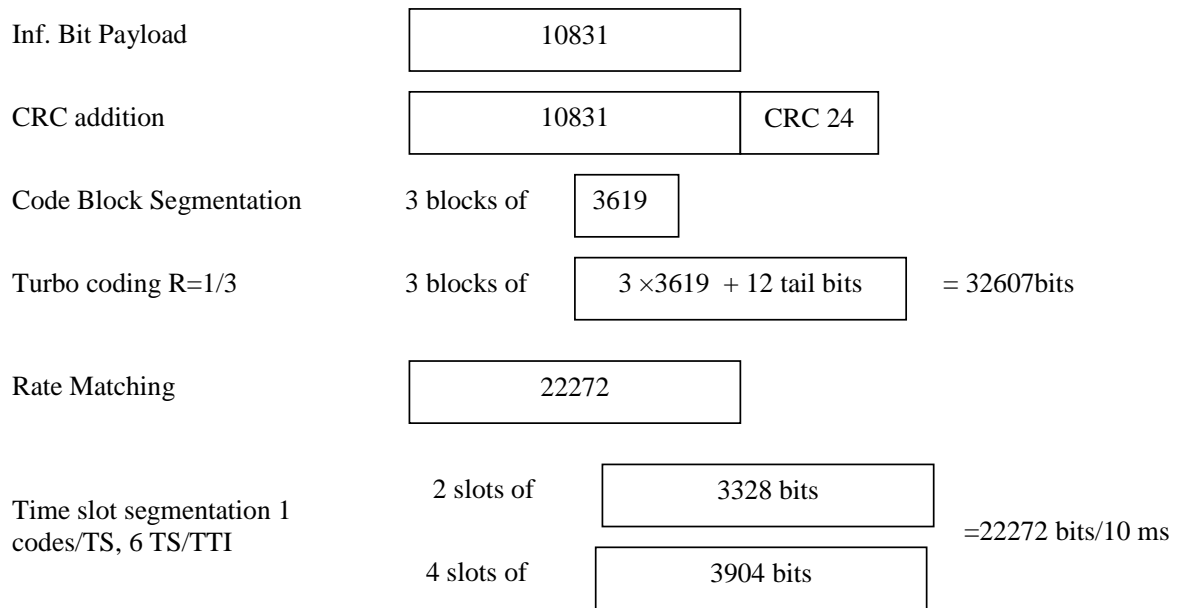 Inf. Bit Payload
10831
CRC addition
10831
CRC 24
Code Block Segmentation
3 blocks of
3619
Turbo coding R=1/3
3 blocks of
3 ×3619 + 12 tail bits
= 32607bits
Rate Matching
22272
2 slots of
3328 bits
Time slot segmentation 1
codes/TS, 6 TS/TTI
=22272 bits/10 ms
4 slots of
3904 bits